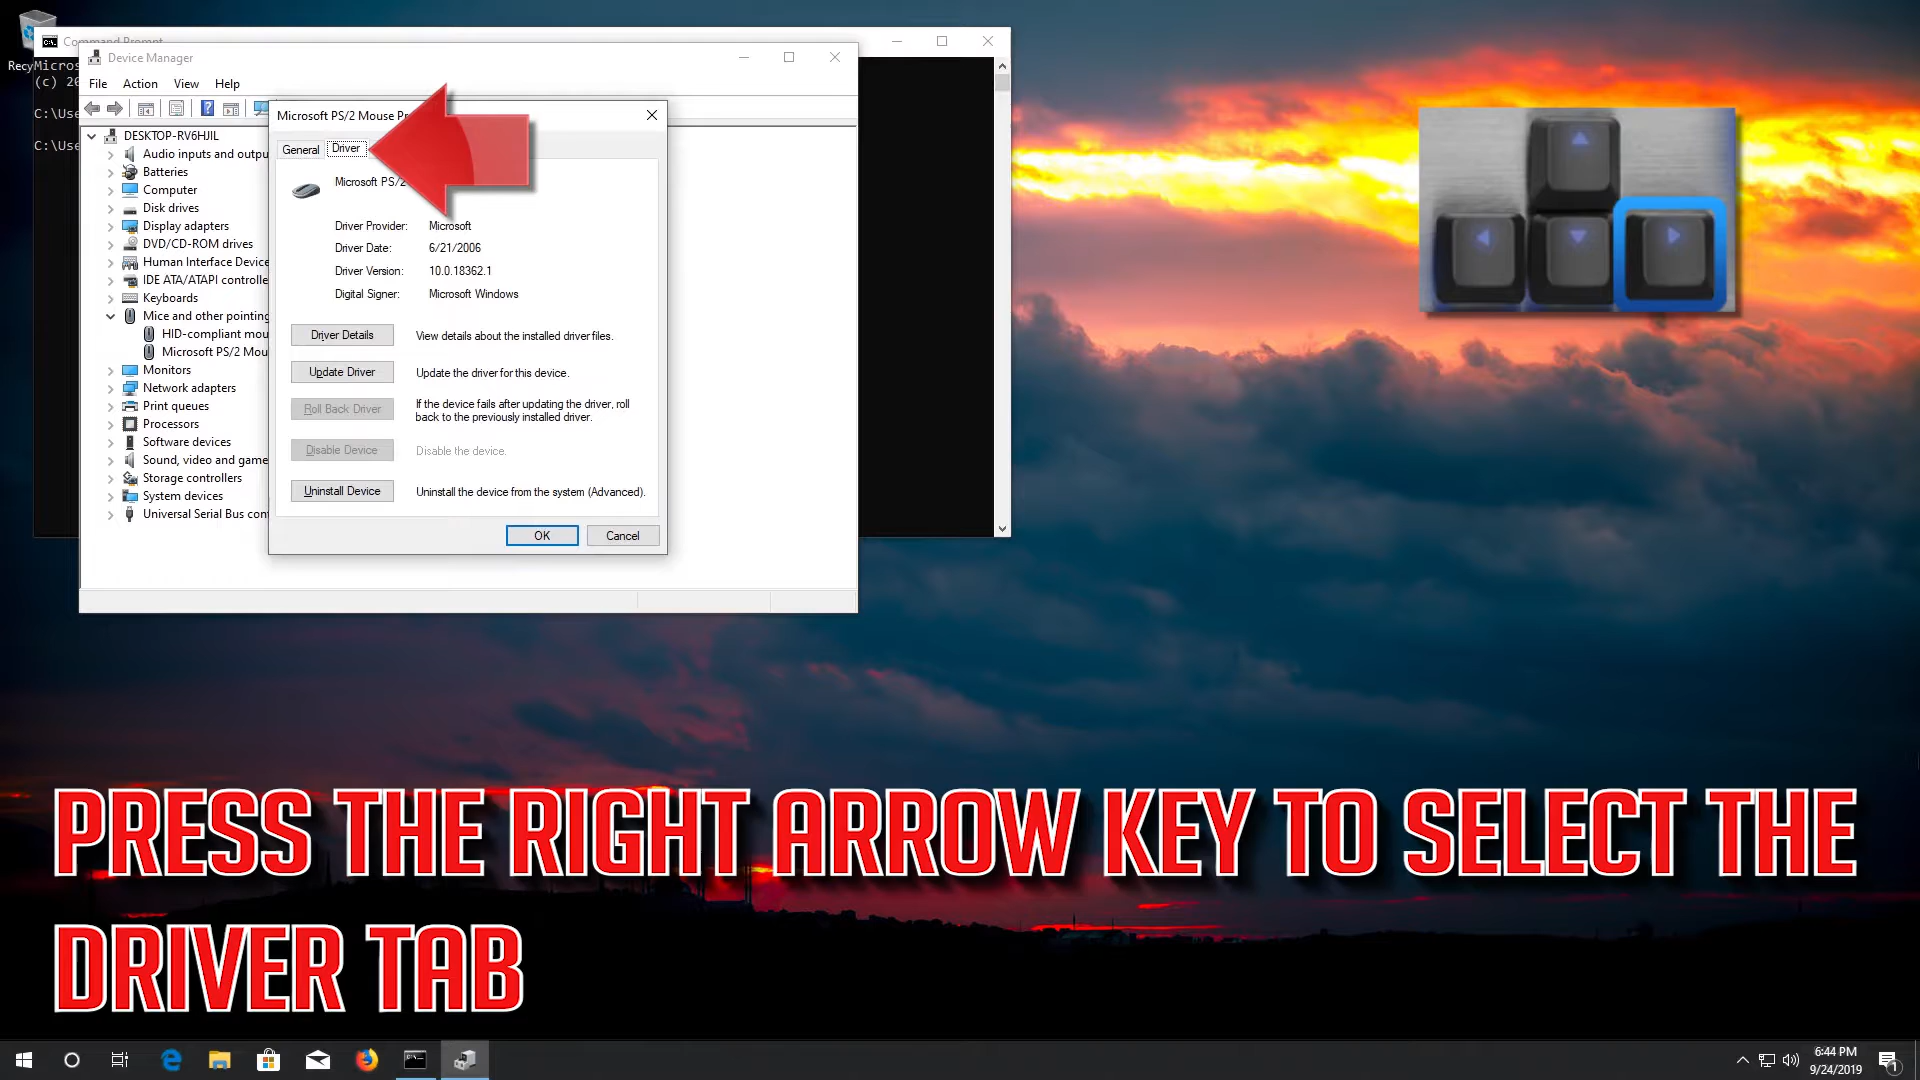 Command Prompt
Device Manager
File Action View Help
Microsoft PS/2 Mouse Pr
General
Driver
DESKTOP-RV6HJIL
Audio inputs and outpu
Batteries
Computer
Disk drives
Display adapters
DVD/CD-ROM drives
Human Interface Device
IDE ATA/ATAPI controlle
Keyboards
Mice and other pointing
HID-compliant mou
Microsoft PS/2 Mou
Monitors
Network adapters
Print queues
Processors
Software devices
Sound, video and game
Storage controllers
System devices
Universal Serial Bus con
Recy
Micros
(c) 20
C:\Use
C:\Use
Microsoft PS/2
Driver Provider: Microsoft
Driver Date: 6/21/2006
Driver Version: 10.0.18362.1
Digital Signer: Microsoft Windows
Driver Details View details about the installed driver files.
Update Driver Update the driver for this device.
Roll Back Driver If the device fails after updating the driver, roll
back to the previously installed driver.
Disable Device Disable the device.
Uninstall Device Uninstall the device from the system (Advanced).
OK Cancel
PRESS THE RIGHT ARROW KEY TO SELECT THE
DRIVER TAB
6:44 PM
9/24/2019
1